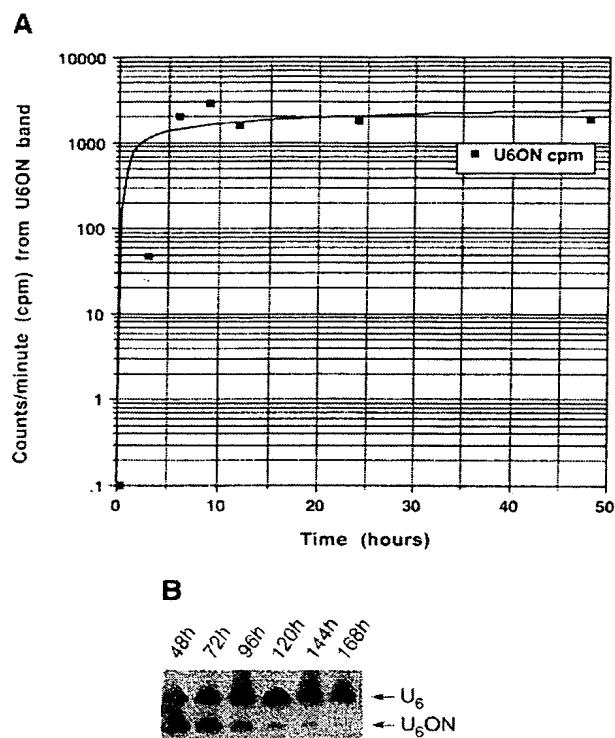 A
Counts/minute (cpm) from U6ON band
10000
1000
100
10
1
.1
U6ON cpm
0
10
20
30
40
50
Time (hours)
B
48h
72h
96h
120h
144h
168h
U6
U6ON